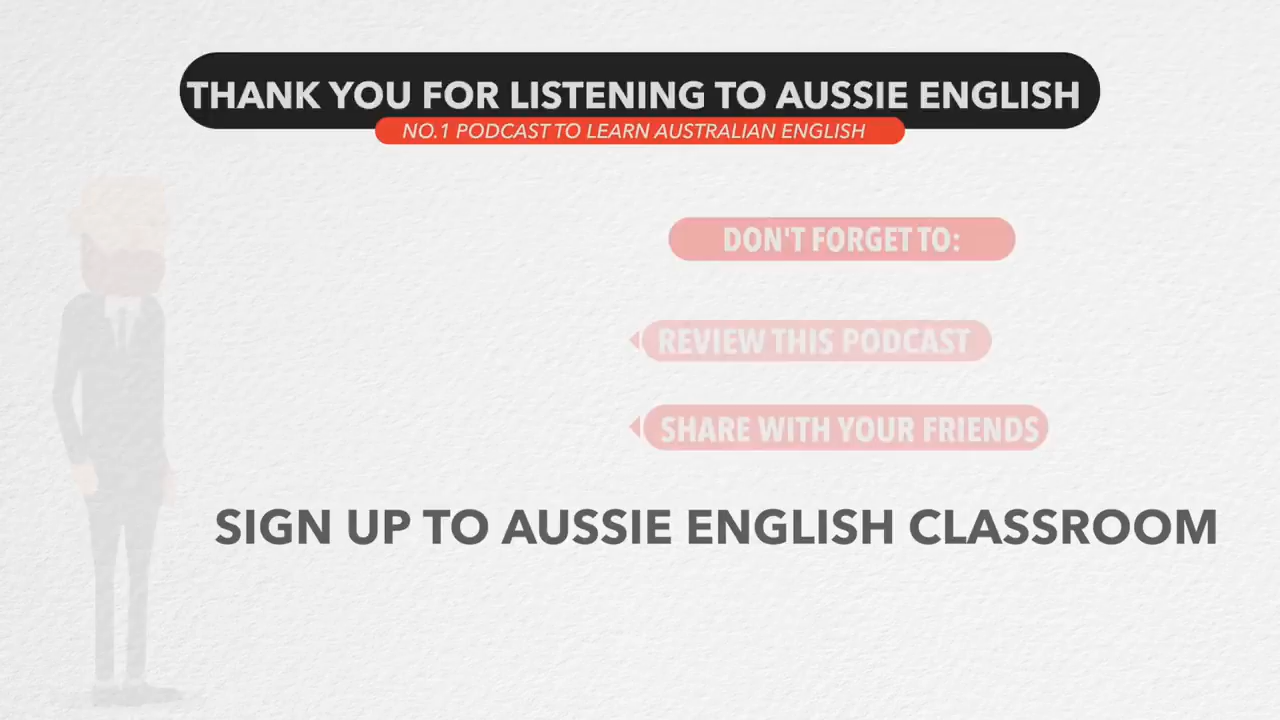 THANK YOU FOR LISTENING TO AUSSIE ENGLISH
NO.1 PODCAST TO LEARN AUSTRALIAN ENGLISH
DON'T FORGET TO:
REVIEW THIS PODCAST
SHARE WITH YOUR FRIENDS
SIGN UP TO AUSSIE ENGLISH CLASSROOM